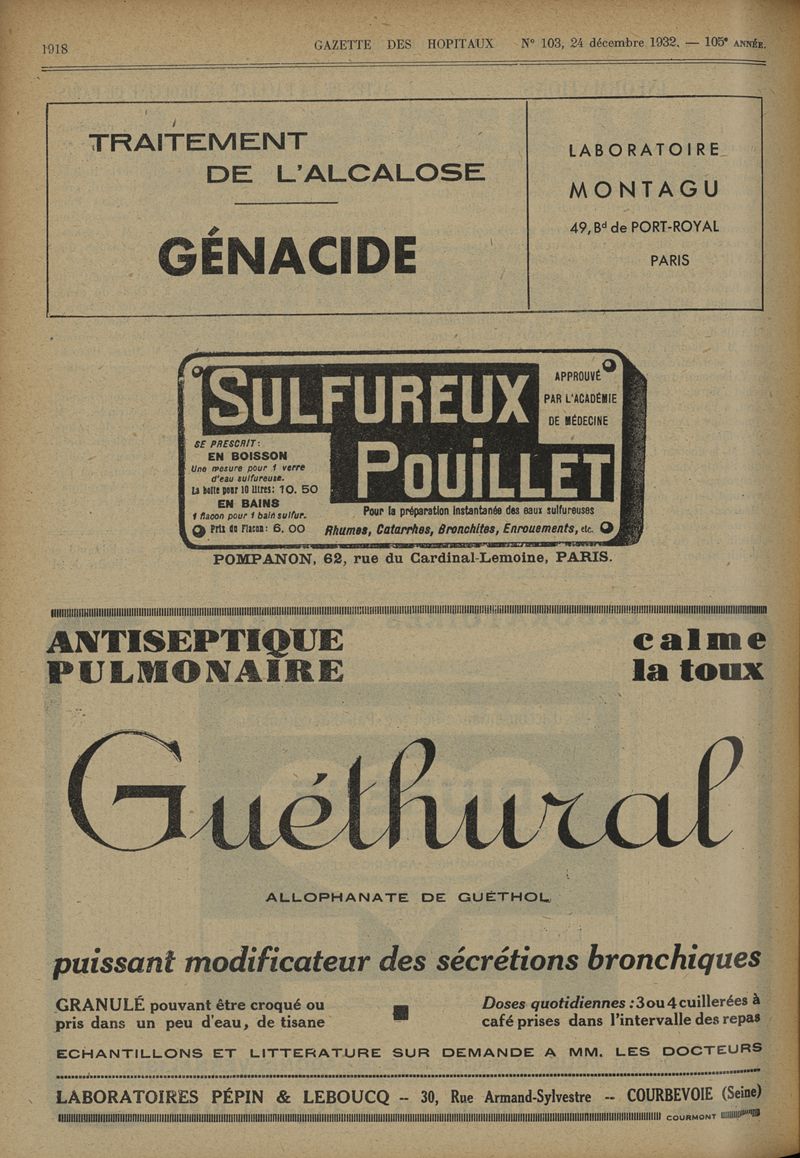 1918
GAZETTE DES HOPITAUX N° 103, 24 décembre 1932. — 105e ANNÉE.
TRAITEMENT
DE L'ALCALOSE
GÉNACIDE
LABORATOIRE
MONTAGU
49, Bd de PORT-ROYAL
PARIS
SULFUREUX
POUILLET
APPROUVÉ
PAR L'ACADÉMIE
DE MÉDECINE
SE PRESCRIT:
EN BOISSON
Une mesure pour 1 verre
d'eau sulfureuse.
La boite pour 10 litres: 10. 50
EN BAINS
1 flacon pour 1 bain sulfur.
Prix du Flacon: 6. 00
Pour la préparation instantanée des eaux sulfureuses
Rhumes, Catarrhes, Bronchites, Enrouements, etc.
POMPANON, 62, rue du Cardinal-Lemoine, PARIS.
ANTISEPTIQUE
PULMONAIRE
calme
la toux
Guéthural
ALLOPHANATE DE GUÉTHOL
puissant modificateur des sécrétions bronchiques
GRANULÉ pouvant être croqué ou
pris dans un peu d'eau, de tisane
Doses quotidiennes : 3 ou 4 cuillerées à
café prises dans l'intervalle des repas
ECHANTILLONS ET LITTERATURE SUR DEMANDE A MM. LES DOCTEURS
LABORATOIRES PÉPIN & LEBOUCQ -- 30, Rue Armand-Sylvestre -- COURBEVOIE (Seine)
COURMONT